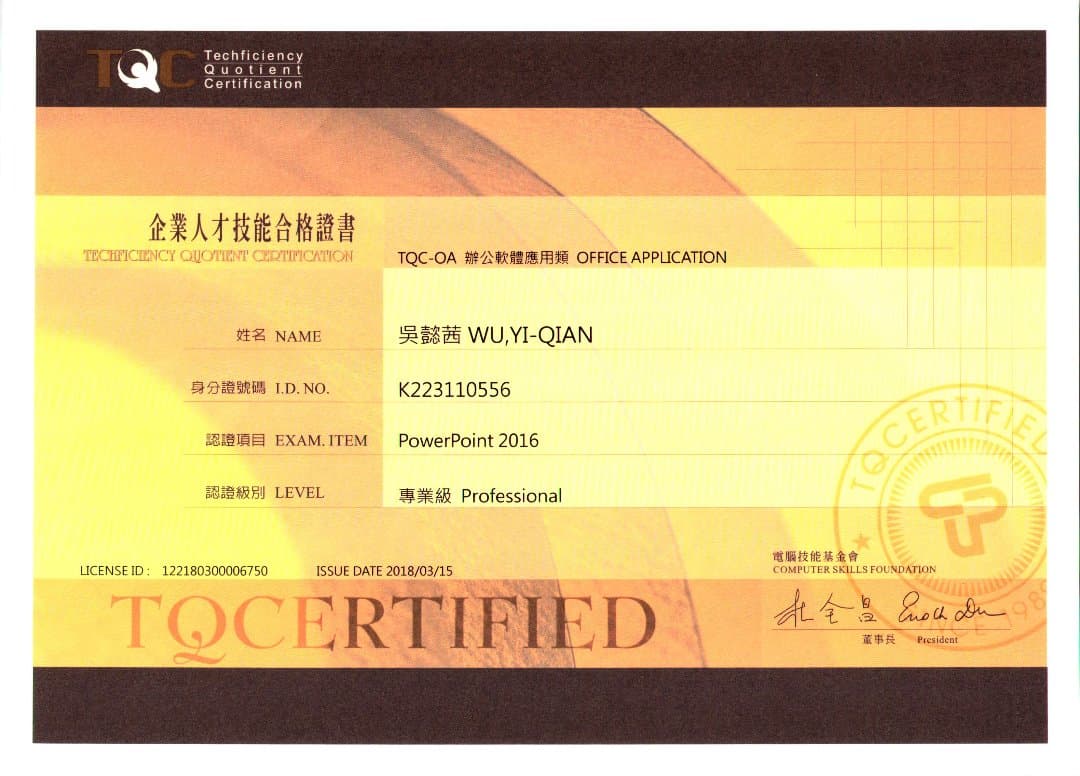 TQC Techficiency
Quotient
Certification
企業人才技能合格證書
TECHFICIENCY QUOTIENT CERTIFICATION
TQC-OA 辦公軟體應用類 OFFICE APPLICATION
姓名 NAME 吳懿茜 WU,YI-QIAN
身分證號碼 I.D. NO. K223110556
認證項目 EXAM. ITEM PowerPoint 2016
認證級別 LEVEL 專業級 Professional
TQCERTIFIED
電腦技能基金會
COMPUTER SKILLS FOUNDATION
LICENSE ID : 122180300006750 ISSUE DATE 2018/03/15
TQCERTIFIED
杜全昌
董事長 President